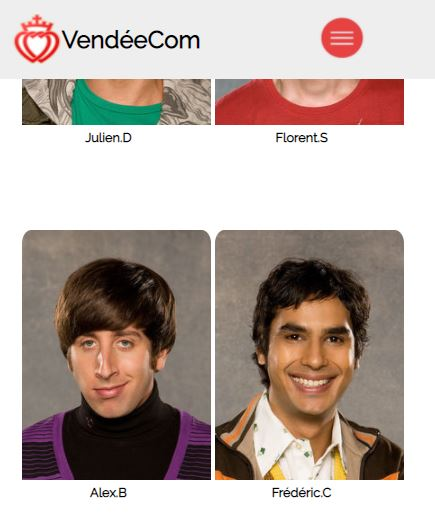 VendéeCom
Julien.D
Florent.S
Alex.B
Frédéric.C